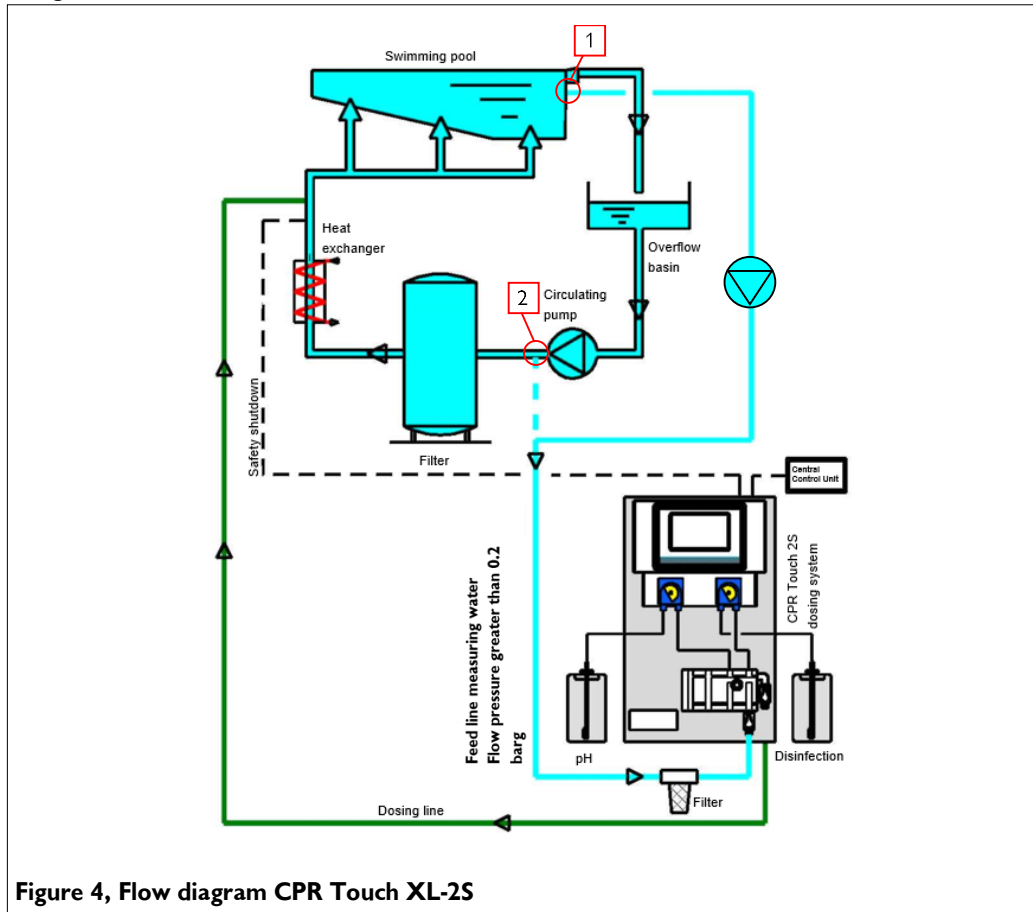 1
Swimming pool
Heat
exchanger
Overflow
basin
2
Circulating
pump
Filter
Safety shutdown
Central
Control Unit
CPR Touch 2S
dosing system
Feed line measuring water
Flow pressure greater than 0.2
barg
pH
Disinfection
Filter
Dosing line
Figure 4, Flow diagram CPR Touch XL-2S